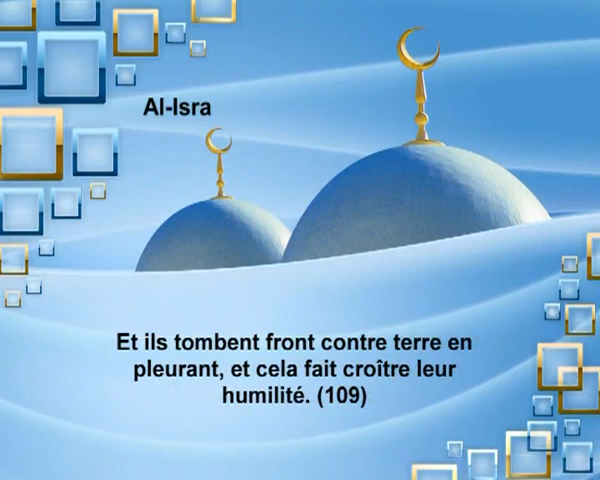 Al-Isra
Et ils tombent front contre terre en
pleurant, et cela fait croître leur
humilité. (109)